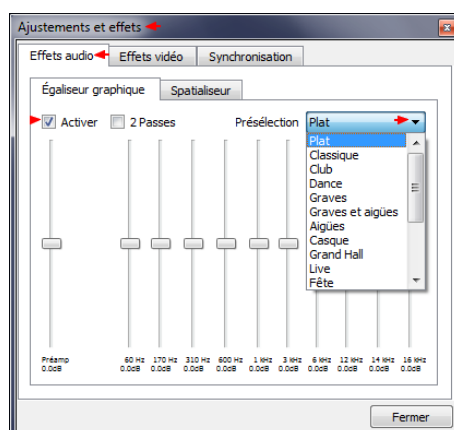 Ajustements et effets
Effets audio Effets vidéo Synchronisation
Égaliseur graphique Spatialiseur
Activer 2 Passes Présélection Plat
Plat
Classique
Club
Dance
Graves
Graves et aigües
Aigües
Casque
Grand Hall
Live
Fête
Préamp 60 Hz 170 Hz 310 Hz 600 Hz 1 kHz 3 kHz 6 kHz 12 kHz 14 kHz 16 kHz
0.0dB 0.0dB 0.0dB 0.0dB 0.0dB 0.0dB 0.0dB 0.0dB 0.0dB 0.0dB 0.0dB
Fermer